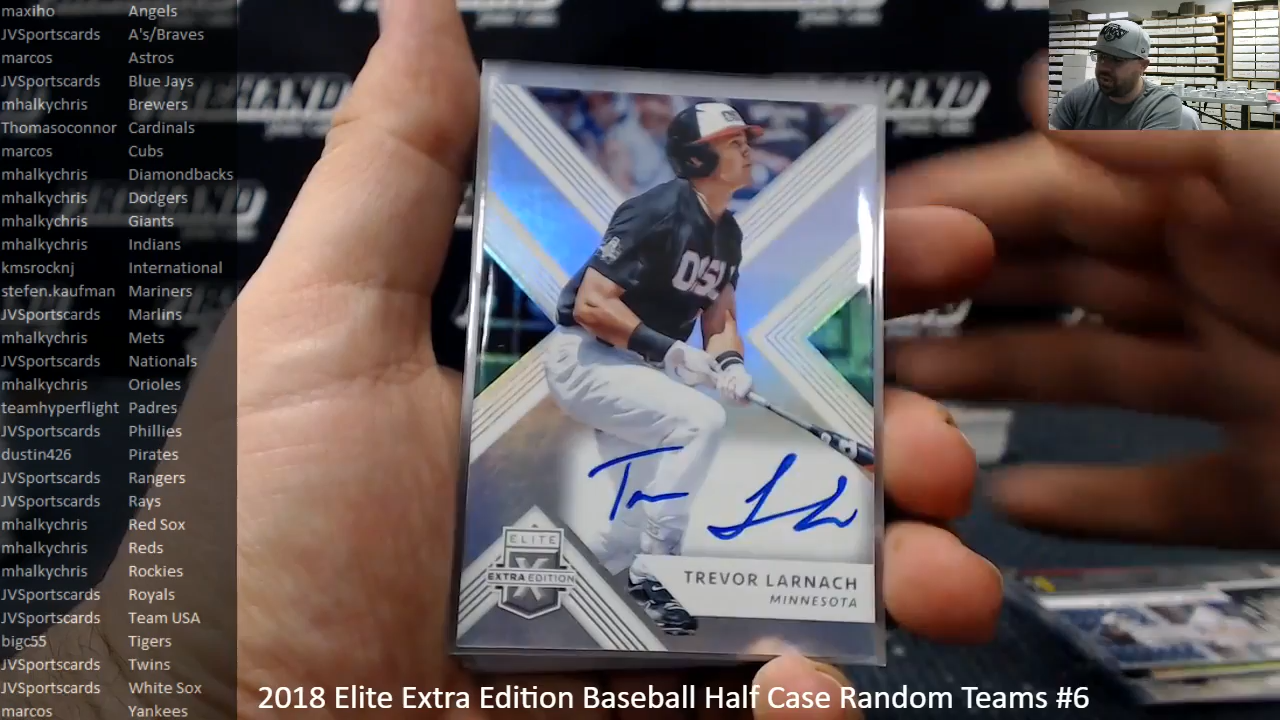 maxiho Angels
JVSportscards A's/Braves
marcos Astros
JVSportscards Blue Jays
mhalkychris Brewers
Thomasoconnor Cardinals
marcos Cubs
mhalkychris Diamondbacks
mhalkychris Dodgers
mhalkychris Giants
mhalkychris Indians
kmsrocknj International
stefen.kaufman Mariners
JVSportscards Marlins
mhalkychris Mets
JVSportscards Nationals
mhalkychris Orioles
teamhyperflight Padres
JVSportscards Phillies
dustin426 Pirates
JVSportscards Rangers
JVSportscards Rays
mhalkychris Red Sox
mhalkychris Reds
mhalkychris Rockies
JVSportscards Royals
JVSportscards Team USA
bigc55 Tigers
JVSportscards Twins
JVSportscards White Sox
marcos Yankees
OSU
ELITE
X
EXTRA EDITION
TREVOR LARNACH
MINNESOTA
2018 Elite Extra Edition Baseball Half Case Random Teams #6